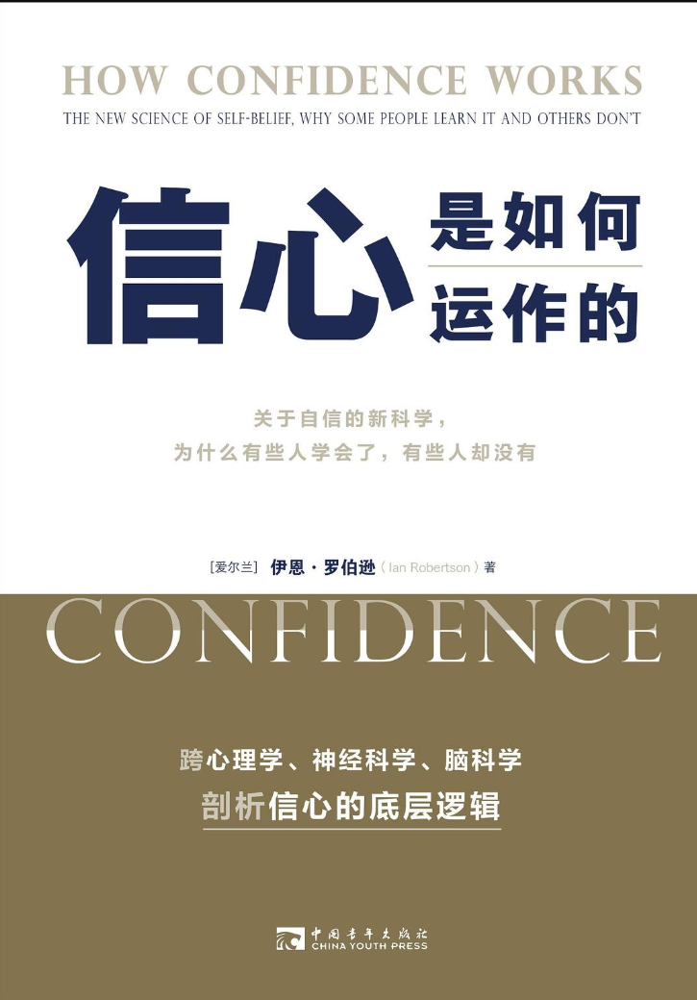 HOW CONFIDENCE WORKS
THE NEW SCIENCE OF SELF-BELIEF, WHY SOME PEOPLE LEARN IT AND OTHERS DON'T
信心
是如何
运作的
关于自信的新科学，
为什么有些人学会了，有些人却没有
[爱尔兰] 伊恩·罗伯逊（Ian Robertson）著
CONFIDENCE
跨心理学、神经科学、脑科学
剖析信心的底层逻辑
中国青年出版社
CHINA YOUTH PRESS